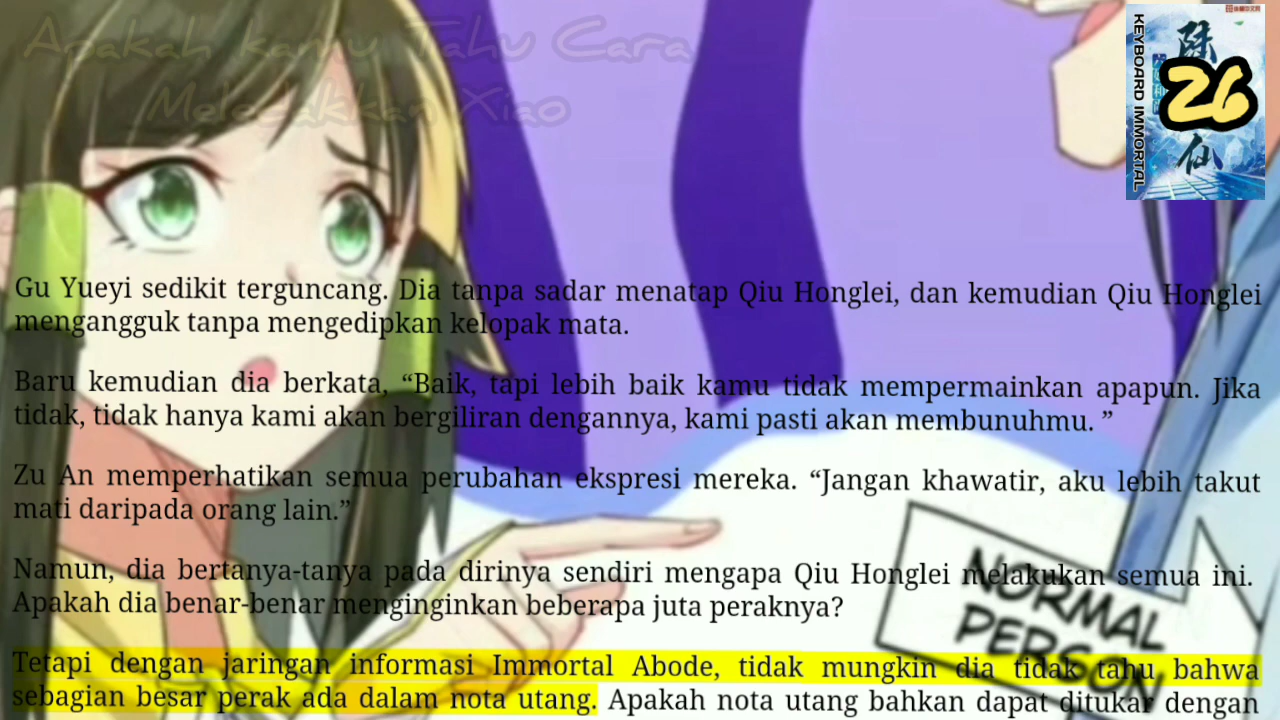 Apakah kamu Tahu Cara
Meledakkan Xiao
KEYBOARD IMMORTAL
陆
仙
26
Gu Yueyi sedikit terguncang. Dia tanpa sadar menatap Qiu Honglei, dan kemudian Qiu Honglei
mengangguk tanpa mengedipkan kelopak mata.
Baru kemudian dia berkata, “Baik, tapi lebih baik kamu tidak mempermainkan apapun. Jika
tidak, tidak hanya kami akan bergiliran dengannya, kami pasti akan membunuhmu. ”
Zu An memperhatikan semua perubahan ekspresi mereka. “Jangan khawatir, aku lebih takut
mati daripada orang lain.”
Namun, dia bertanya-tanya pada dirinya sendiri mengapa Qiu Honglei melakukan semua ini.
Apakah dia benar-benar menginginkan beberapa juta peraknya?
NORMAL
PERSON
Tetapi dengan jaringan informasi Immortal Abode, tidak mungkin dia tidak tahu bahwa
sebagian besar perak ada dalam nota utang. Apakah nota utang bahkan dapat ditukar dengan